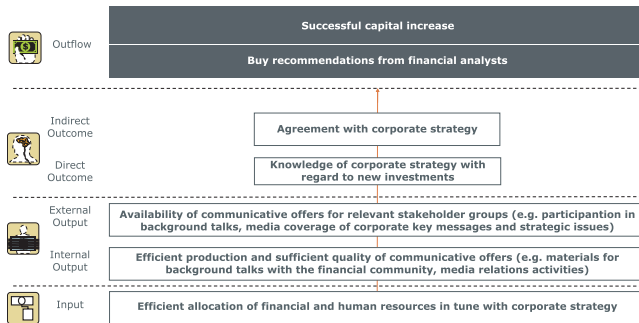 Outflow
Successful capital increase
Buy recommendations from financial analysts
Indirect
Outcome
Agreement with corporate strategy
Direct
Outcome
Knowledge of corporate strategy with
regard to new investments
External
Output
Availability of communicative offers for relevant stakeholder groups (e.g. participantion in
background talks, media coverage of corporate key messages and strategic issues)
Internal
Output
Efficient production and sufficient quality of communicative offers (e.g. materials for
background talks with the financial community, media relations activities)
Input
Efficient allocation of financial and human resources in tune with corporate strategy